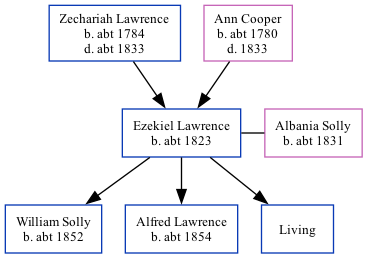 Zechariah Lawrence
b. abt 1784
d. abt 1833
Ann Cooper
b. abt 1780
d. 1833
Ezekiel Lawrence
b. abt 1823
Albania Solly
b. abt 1831
William Solly
b. abt 1852
Alfred Lawrence
b. abt 1854
Living